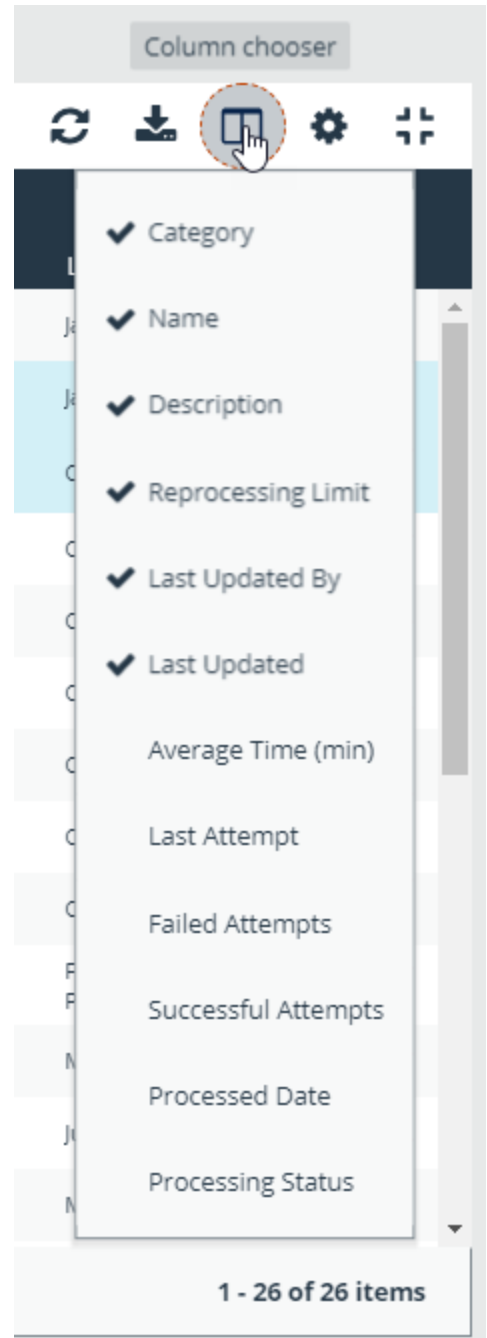 Column chooser
Category
Name
Description
Reprocessing Limit
Last Updated By
Last Updated
Average Time (min)
Last Attempt
Failed Attempts
Successful Attempts
Processed Date
Processing Status
1 - 26 of 26 items